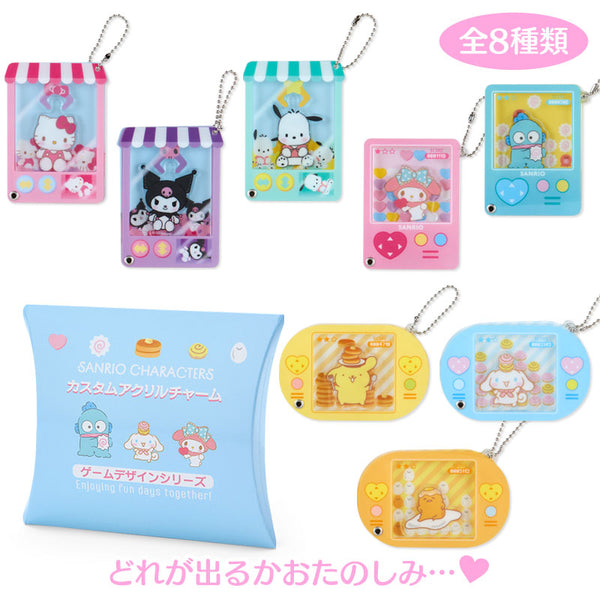 全8種類
SANRIO
SANRIO
SANRIO CHARACTERS
カスタムアクリルチャーム
ゲームデザインシリーズ
Enjoying fun days together!
どれが出るかおたのしみ…♥